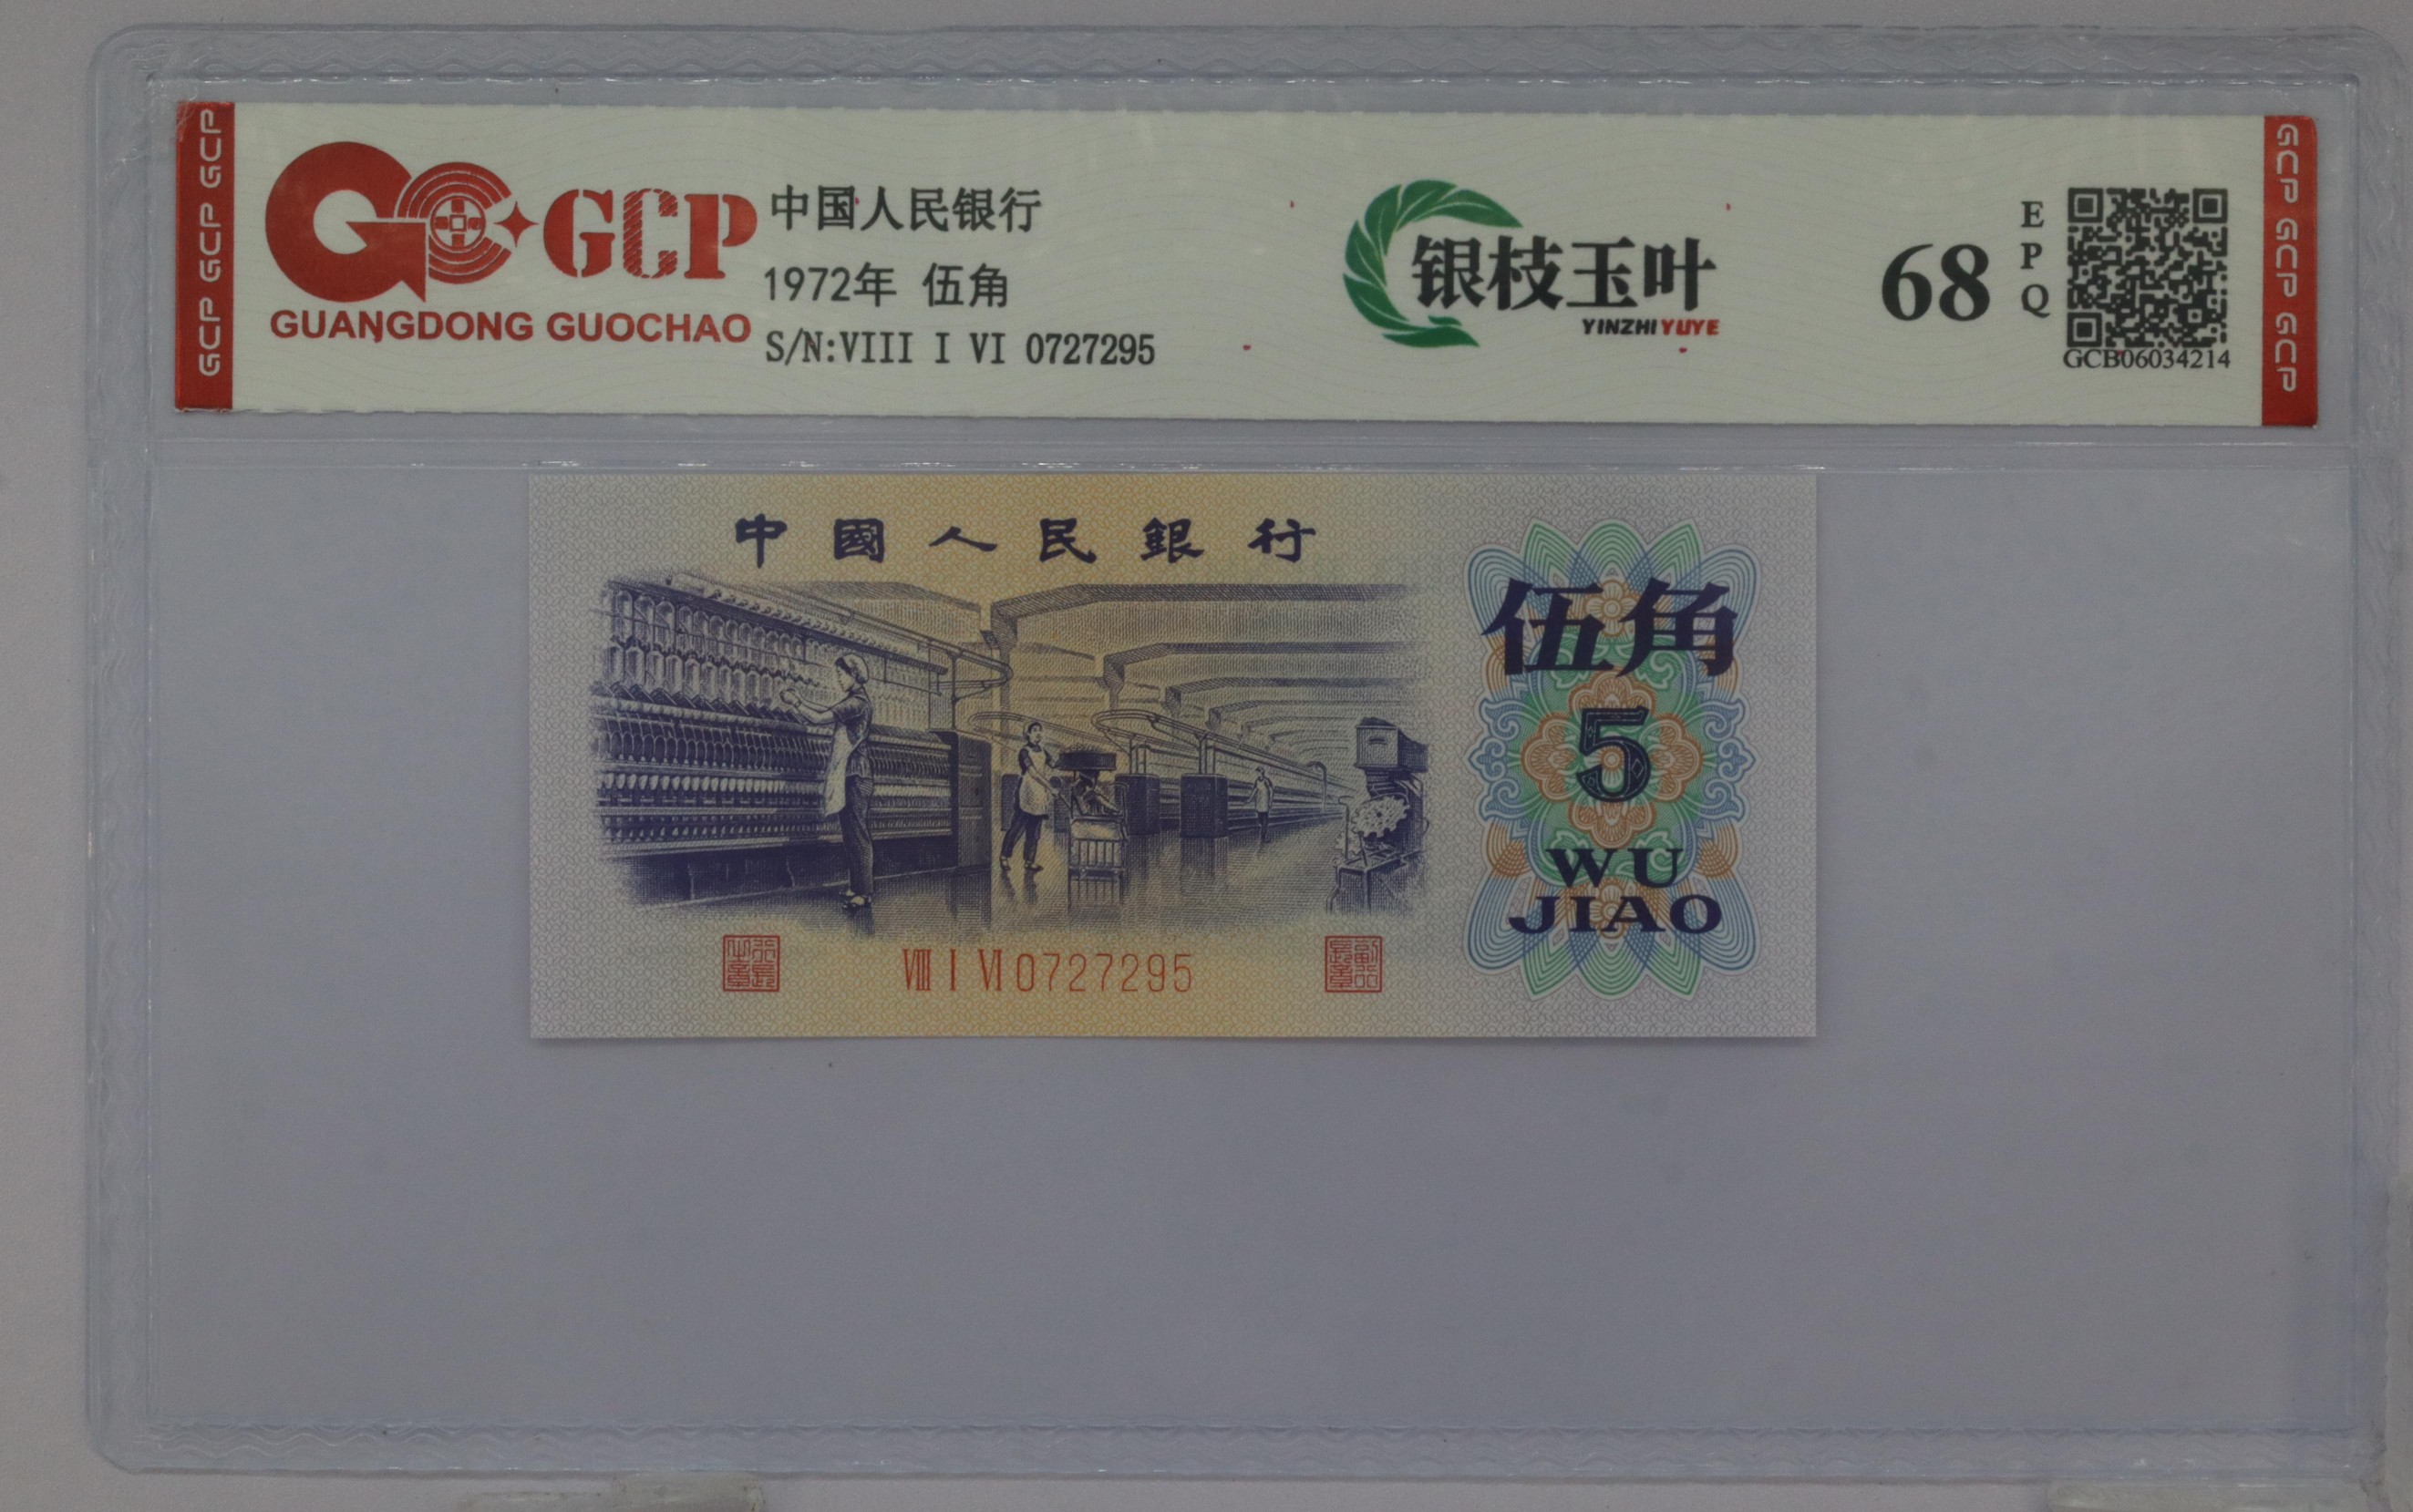 GCP GCP GCP
GCP
GUANGDONG GUOCHAO
中国人民银行
1972年 伍角
S/N:VIII I VI 0727295
银枝玉叶
YINZHIYUYE
68
E
P
Q
GCB06034214
GCP GCP GCP
中國人民銀行
伍角
5
WU
JIAO
VIII I VI 0727295